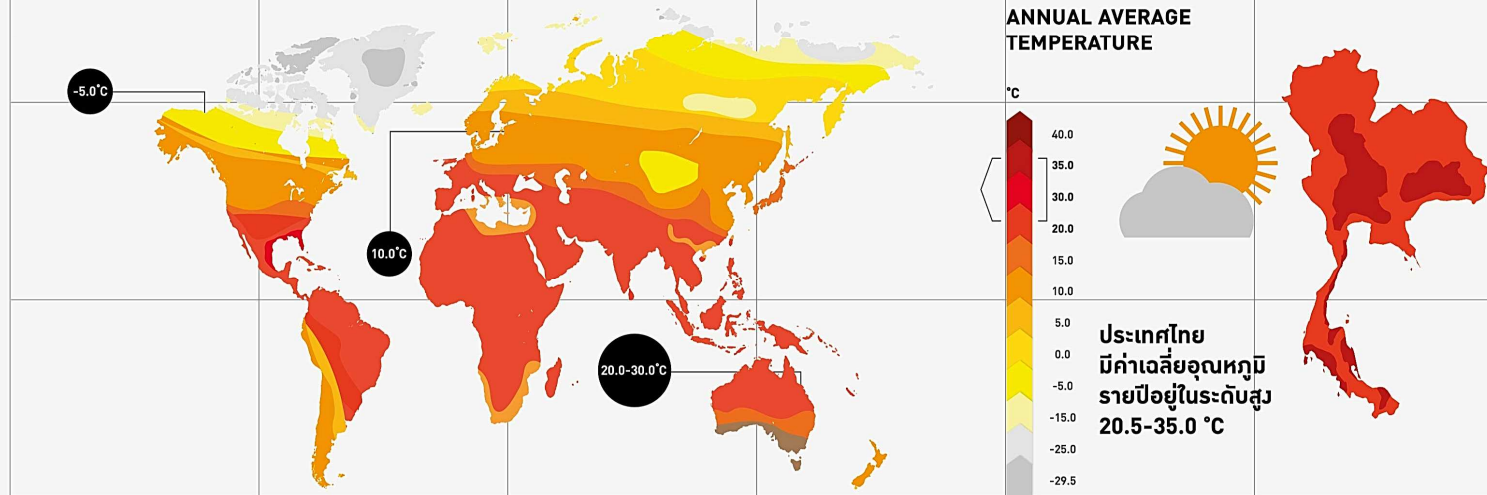 ANNUAL AVERAGE
TEMPERATURE
°C
-5.0°C
10.0°C
20.0-30.0°C
40.0
35.0
30.0
20.0
15.0
10.0
5.0
0.0
-5.0
-15.0
-25.0
-29.5
ประเทศไทย
มีค่าเฉลี่ยอุณหภูมิ
รายปีอยู่ในระดับสูง
20.5-35.0 °C